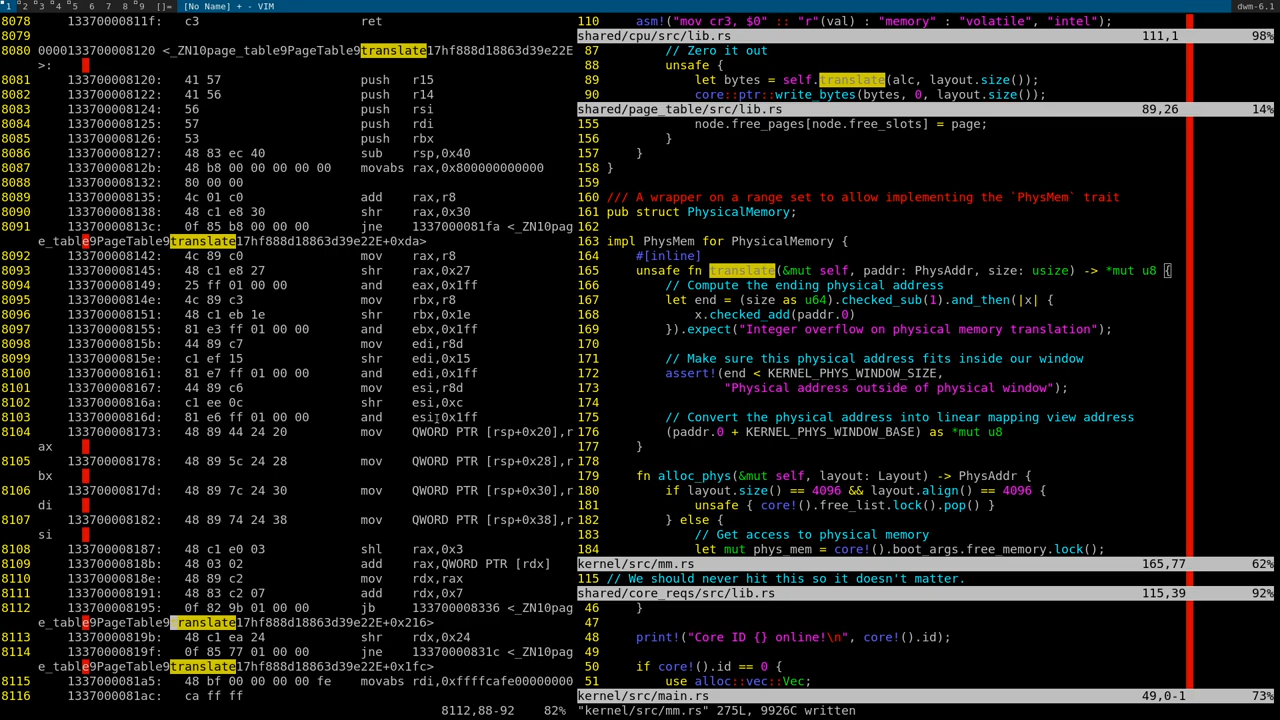 1 2 3 4 5 6 7 8 9 []= [No Name] + - VIM dwm-6.1
8078 13370000811f: c3 ret
8079
8080 0000133700008120 <_ZN10page_table9PageTable9translate17hf888d18863d39e22E
>:
8081 133700008120: 41 57 push r15
8082 133700008122: 41 56 push r14
8083 133700008124: 56 push rsi
8084 133700008125: 57 push rdi
8085 133700008126: 53 push rbx
8086 133700008127: 48 83 ec 40 sub rsp,0x40
8087 13370000812b: 48 b8 00 00 00 00 00 movabs rax,0x800000000000
8088 133700008132: 80 00 00
8089 133700008135: 4c 01 c0 add rax,r8
8090 133700008138: 48 c1 e8 30 shr rax,0x30
8091 13370000813c: 0f 85 b8 00 00 00 jne 1337000081fa <_ZN10pag
e_table9PageTable9translate17hf888d18863d39e22E+0xda>
8092 133700008142: 4c 89 c0 mov rax,r8
8093 133700008145: 48 c1 e8 27 shr rax,0x27
8094 133700008149: 25 ff 01 00 00 and eax,0x1ff
8095 13370000814e: 4c 89 c3 mov rbx,r8
8096 133700008151: 48 c1 eb 1e shr rbx,0x1e
8097 133700008155: 81 e3 ff 01 00 00 and ebx,0x1ff
8098 13370000815b: 44 89 c7 mov edi,r8d
8099 13370000815e: c1 ef 15 shr edi,0x15
8100 133700008161: 81 e7 ff 01 00 00 and edi,0x1ff
8101 133700008167: 44 89 c6 mov esi,r8d
8102 13370000816a: c1 ee 0c shr esi,0xc
8103 13370000816d: 81 e6 ff 01 00 00 and esi,0x1ff
8104 133700008173: 48 89 44 24 20 mov QWORD PTR [rsp+0x20],r
ax
8105 133700008178: 48 89 5c 24 28 mov QWORD PTR [rsp+0x28],r
bx
8106 13370000817d: 48 89 7c 24 30 mov QWORD PTR [rsp+0x30],r
di
8107 133700008182: 48 89 74 24 38 mov QWORD PTR [rsp+0x38],r
si
8108 133700008187: 48 c1 e0 03 shl rax,0x3
8109 13370000818b: 48 03 02 add rax,QWORD PTR [rdx]
8110 13370000818e: 48 89 c2 mov rdx,rax
8111 133700008191: 48 83 c2 07 add rdx,0x7
8112 133700008195: 0f 82 9b 01 00 00 jb 133700008336 <_ZN10pag
e_table9PageTable9translate17hf888d18863d39e22E+0x216>
8113 13370000819b: 48 c1 ea 24 shr rdx,0x24
8114 13370000819f: 0f 85 77 01 00 00 jne 13370000831c <_ZN10pag
e_table9PageTable9translate17hf888d18863d39e22E+0x1fc>
8115 1337000081a5: 48 bf 00 00 00 00 fe movabs rdi,0xffffcafe00000000
8116 1337000081ac: ca ff ff
8112,88-92 82%
110 asm!("mov cr3, $0" :: "r"(val) : "memory" : "volatile", "intel");
shared/cpu/src/lib.rs 111,1 98%
87 // Zero it out
88 unsafe {
89 let bytes = self.translate(alc, layout.size());
90 core::ptr::write_bytes(bytes, 0, layout.size());
shared/page_table/src/lib.rs 89,26 14%
155 node.free_pages[node.free_slots] = page;
156 }
157 }
158 }
159
160 /// A wrapper on a range set to allow implementing the `PhysMem` trait
161 pub struct PhysicalMemory;
162
163 impl PhysMem for PhysicalMemory {
164 #[inline]
165 unsafe fn translate(&mut self, paddr: PhysAddr, size: usize) -> *mut u8 {
166 // Compute the ending physical address
167 let end = (size as u64).checked_sub(1).and_then(|x| {
168 x.checked_add(paddr.0)
169 }).expect("Integer overflow on physical memory translation");
170
171 // Make sure this physical address fits inside our window
172 assert!(end < KERNEL_PHYS_WINDOW_SIZE,
173 "Physical address outside of physical window");
174
175 // Convert the physical address into linear mapping view address
176 (paddr.0 + KERNEL_PHYS_WINDOW_BASE) as *mut u8
177 }
178
179 fn alloc_phys(&mut self, layout: Layout) -> PhysAddr {
180 if layout.size() == 4096 && layout.align() == 4096 {
181 unsafe { core!().free_list.lock().pop() }
182 } else {
183 // Get access to physical memory
184 let mut phys_mem = core!().boot_args.free_memory.lock();
kernel/src/mm.rs 165,77 62%
115 // We should never hit this so it doesn't matter.
shared/core_reqs/src/lib.rs 115,39 92%
46 }
47
48 print!("Core ID {} online!\n", core!().id);
49
50 if core!().id == 0 {
51 use alloc::vec::Vec;
kernel/src/main.rs 49,0-1 73%
"kernel/src/mm.rs" 275L, 9926C written